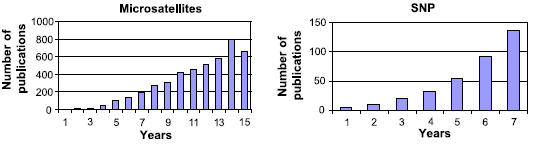 Microsatellites
Number of
publications
1000
800
600
400
200
0
1 3 5 7 9 11 13 15
Years
SNP
Number of
publications
150
100
50
0
1 2 3 4 5 6 7
Years